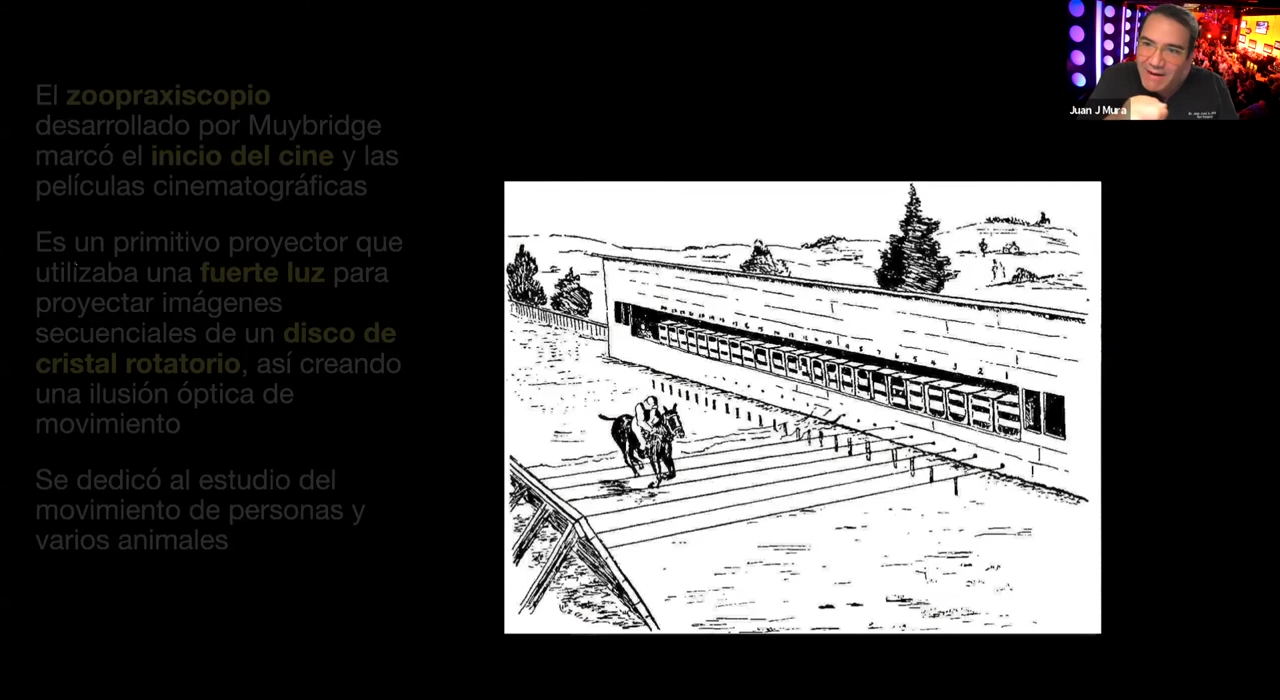 El zoopraxiscopio
desarrollado por Muybridge
marcó el inicio del cine y las
películas cinematográficas
Es un primitivo proyector que
utilizaba una fuerte luz para
proyectar imágenes
secuenciales de un disco de
cristal rotatorio, así creando
una ilusión óptica de
movimiento
Se dedicó al estudio del
movimiento de personas y
varios animales
Juan J Mura